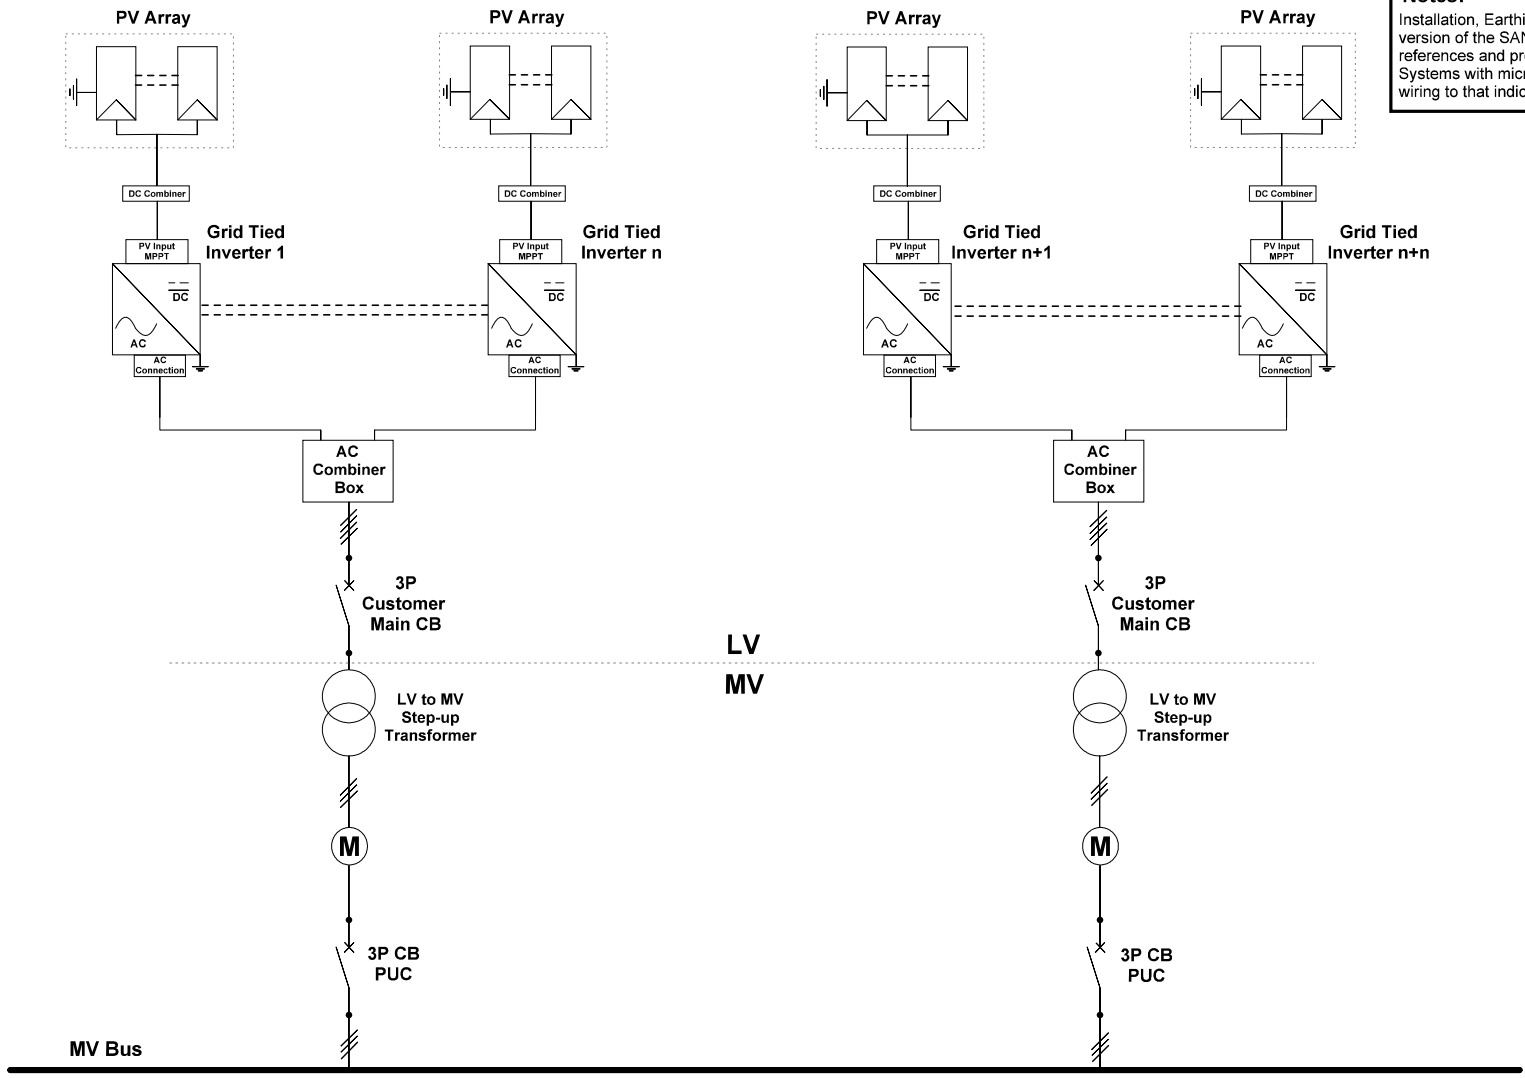 PV Array
PV Array
PV Array
PV Array
Installation, Earthi
version of the SAN
references and pr
Systems with micr
wiring to that indic
DC Combiner
DC Combiner
DC Combiner
DC Combiner
Grid Tied
Inverter 1
Grid Tied
Inverter n
Grid Tied
Inverter n+1
Grid Tied
Inverter n+n
PV Input
MPPT
PV Input
MPPT
PV Input
MPPT
PV Input
MPPT
DC
AC
DC
AC
DC
AC
DC
AC
AC
Connection
AC
Connection
AC
Connection
AC
Connection
AC
Combiner
Box
AC
Combiner
Box
3P
Customer
Main CB
3P
Customer
Main CB
LV
MV
LV to MV
Step-up
Transformer
LV to MV
Step-up
Transformer
M
M
3P CB
PUC
3P CB
PUC
MV Bus